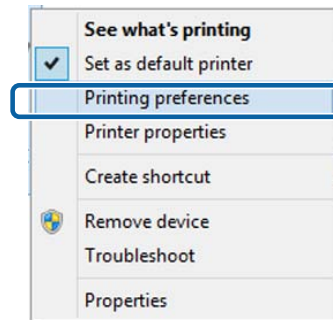 See what's printing
Set as default printer
Printing preferences
Printer properties
Create shortcut
Remove device
Troubleshoot
Properties